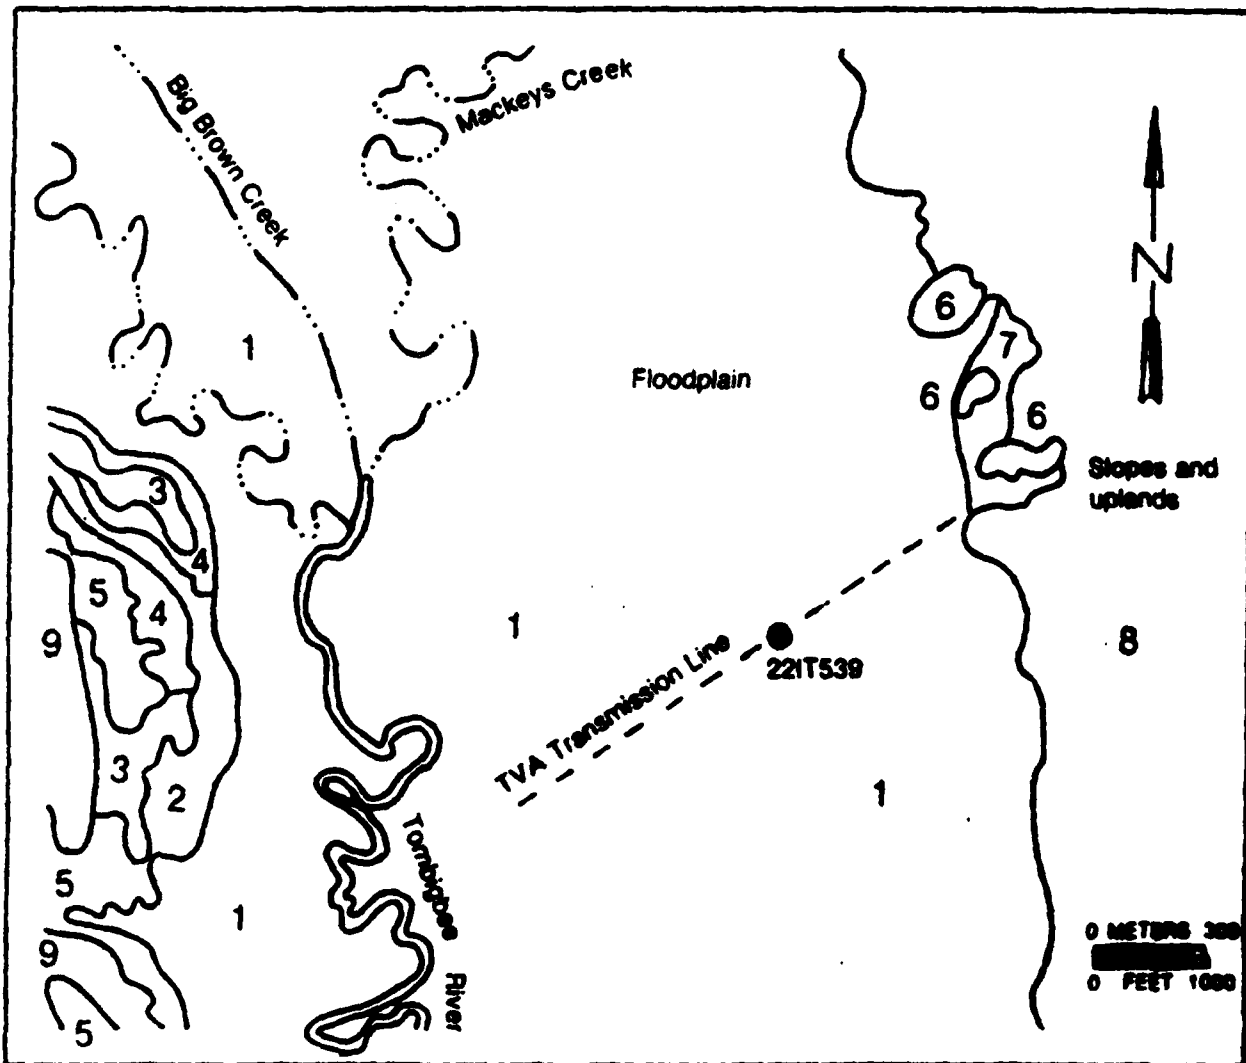 Big Brown Creek
Mackeys Creek
N
6
1
7
Floodplain
6
6
Slopes and
uplands
3
4
5
4
9
1
8
TVA Transmission Line
22IT539
3
2
1
Tombigbee
River
5
1
9
5
0 METERS
0 FEET 1000